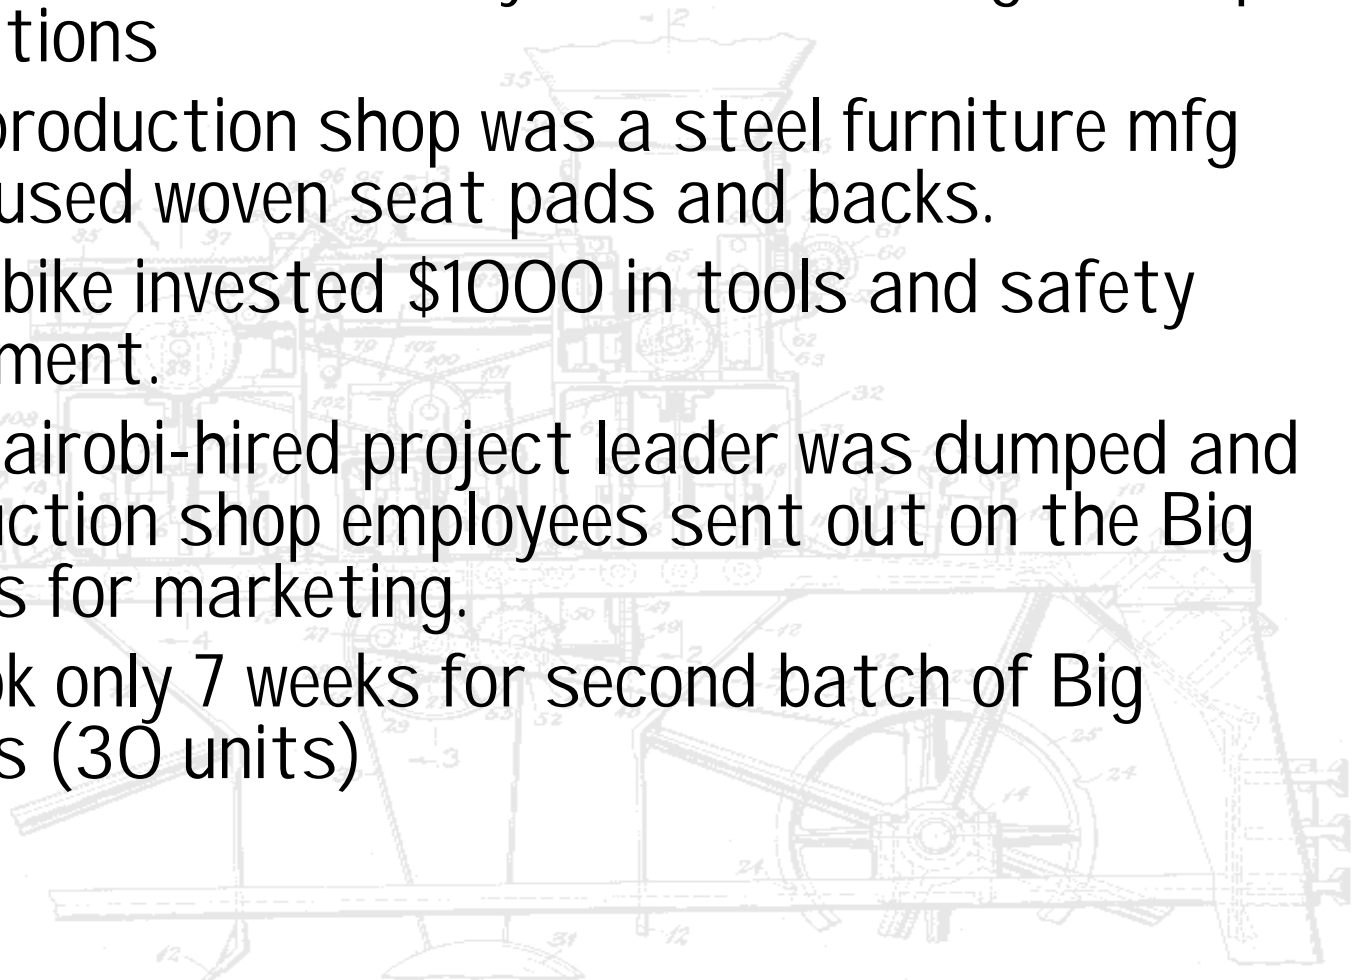 tions
production shop was a steel furniture mfg
used woven seat pads and backs.
bike invested $1000 in tools and safety
ment.
airobi-hired project leader was dumped and
uction shop employees sent out on the Big
s for marketing.
ok only 7 weeks for second batch of Big
s (30 units)